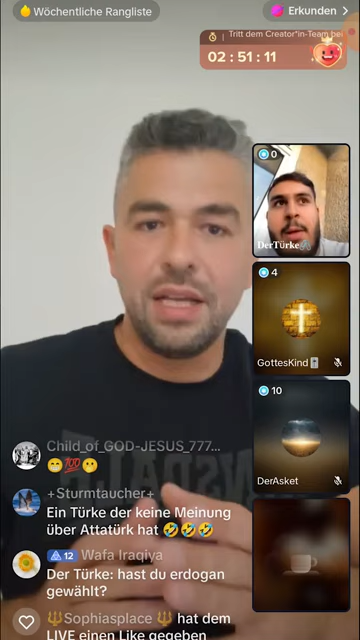 Wöchentliche Rangliste
Erkunden >
Tritt dem Creator*in-Team bei
02 : 51 : 11
0
DerTürke
4
GottesKind
10
DerAsket
Child_of_GOD-JESUS_777...
😁💯🫢
+Sturmtaucher+
Ein Türke der keine Meinung
über Attatürk hat 🤣🤣🤣
12 Wafa Iraqiya
Der Türke: hast du erdogan
gewählt?
🔱Sophiasplace 🔱 hat dem
LIVE einen Like gegeben